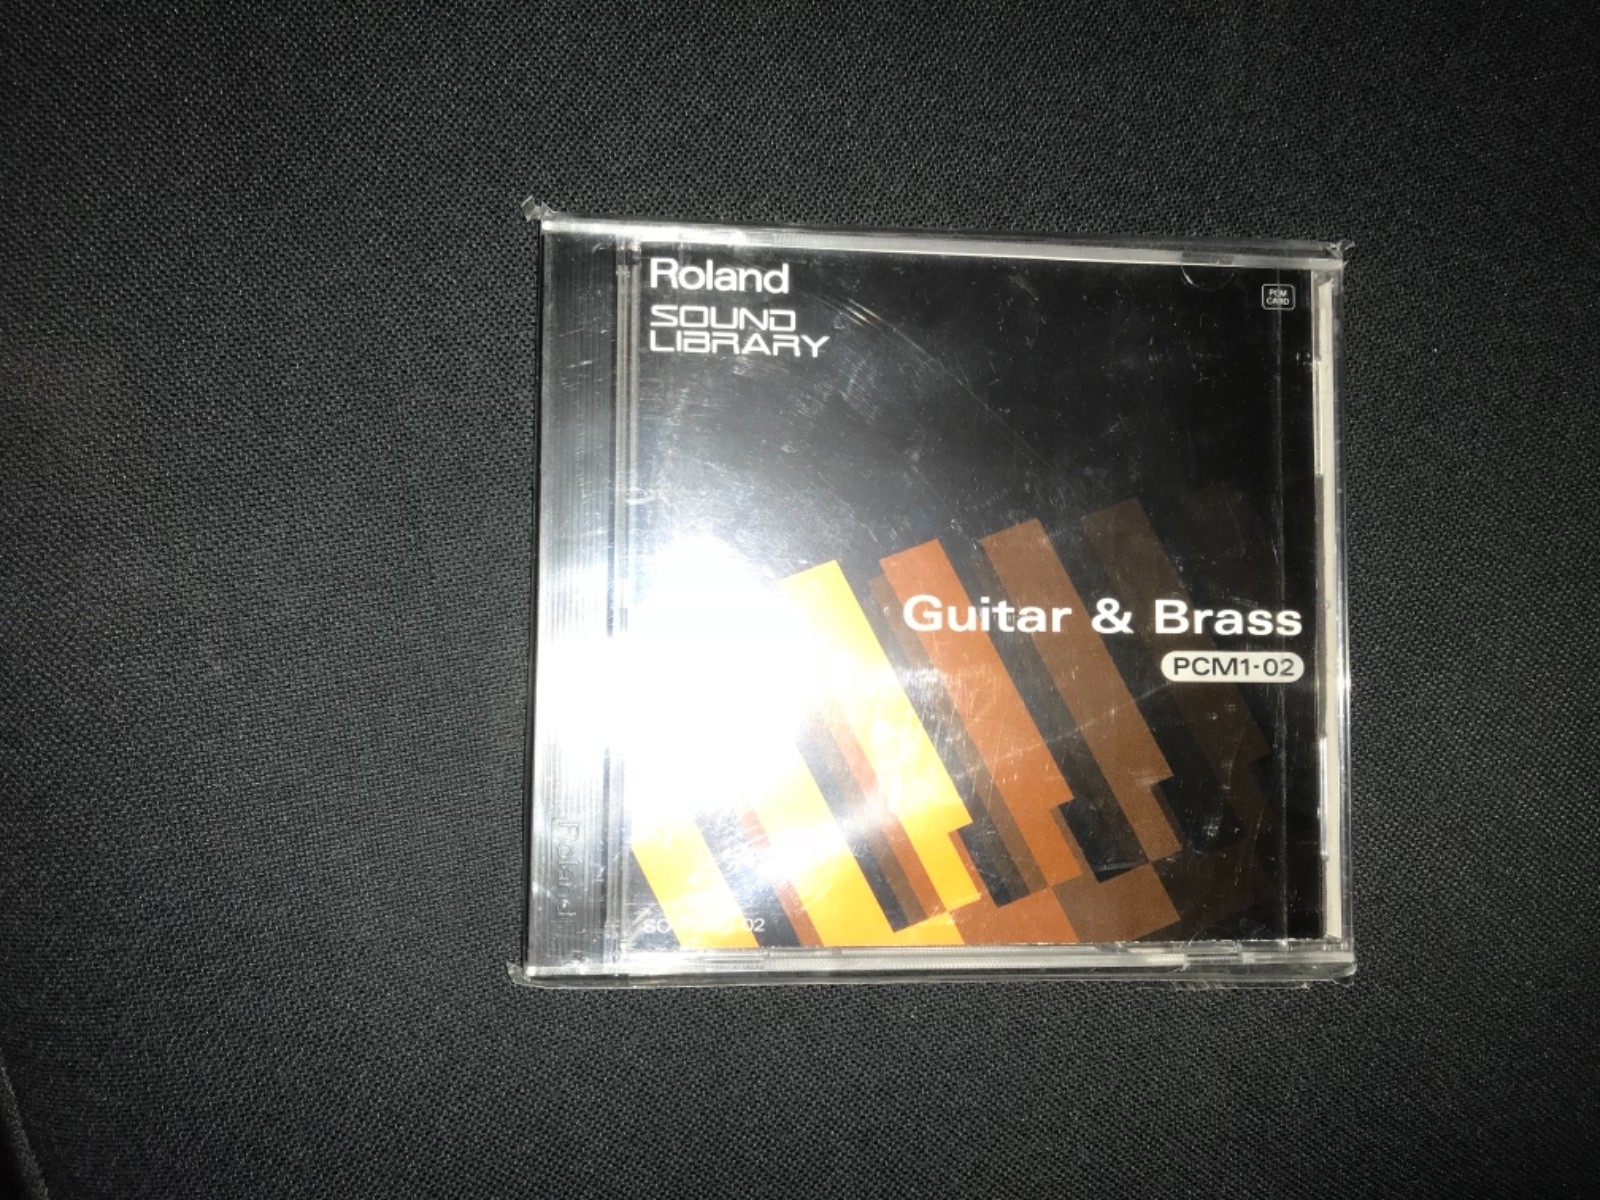 Roland
SOUND
LIBRARY
PCM
CARD
Guitar & Brass
PCM1-02
Roland